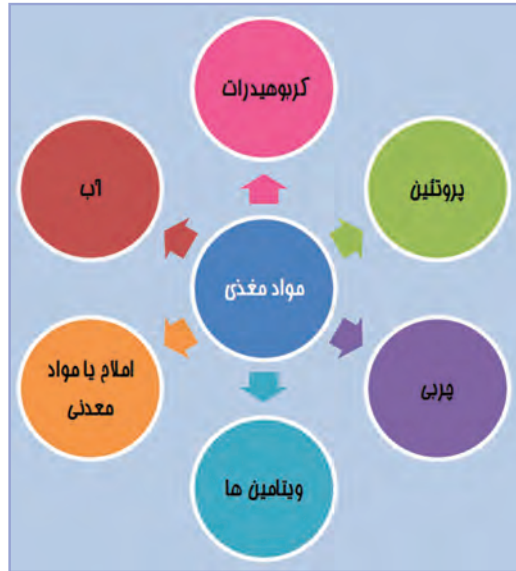 کربوهیدرات
پروتئین
آب
مواد مغذی
چربی
املاح یا مواد
معدنی
ویتامین ها